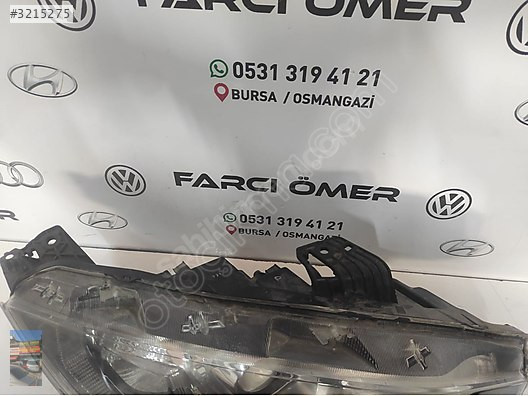 #3215275
FARCI ÖMER
0531 319 41 21
BURSA / OSMANGAZİ
FARCI ÖMER
0531 319 41 21
BURSA / OSMANGAZİ